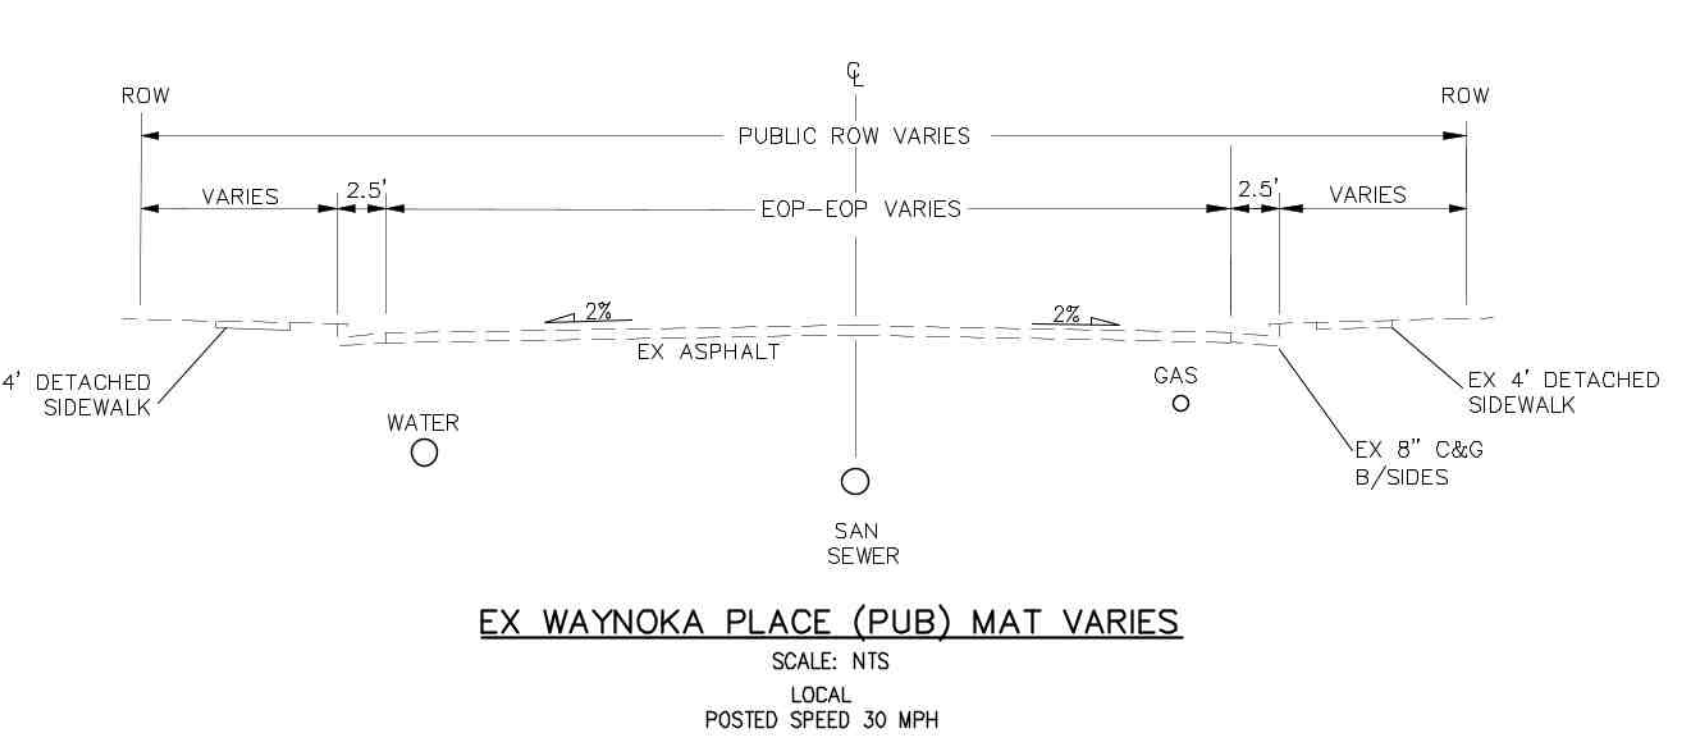 ℄
ROW
ROW
PUBLIC ROW VARIES
VARIES
2.5'
EOP-EOP VARIES
2.5'
VARIES
2%
2%
EX ASPHALT
4' DETACHED
SIDEWALK
WATER
GAS
EX 4' DETACHED
SIDEWALK
EX 8" C&G
B/SIDES
SAN
SEWER
EX WAYNOKA PLACE (PUB) MAT VARIES
SCALE: NTS
LOCAL
POSTED SPEED 30 MPH